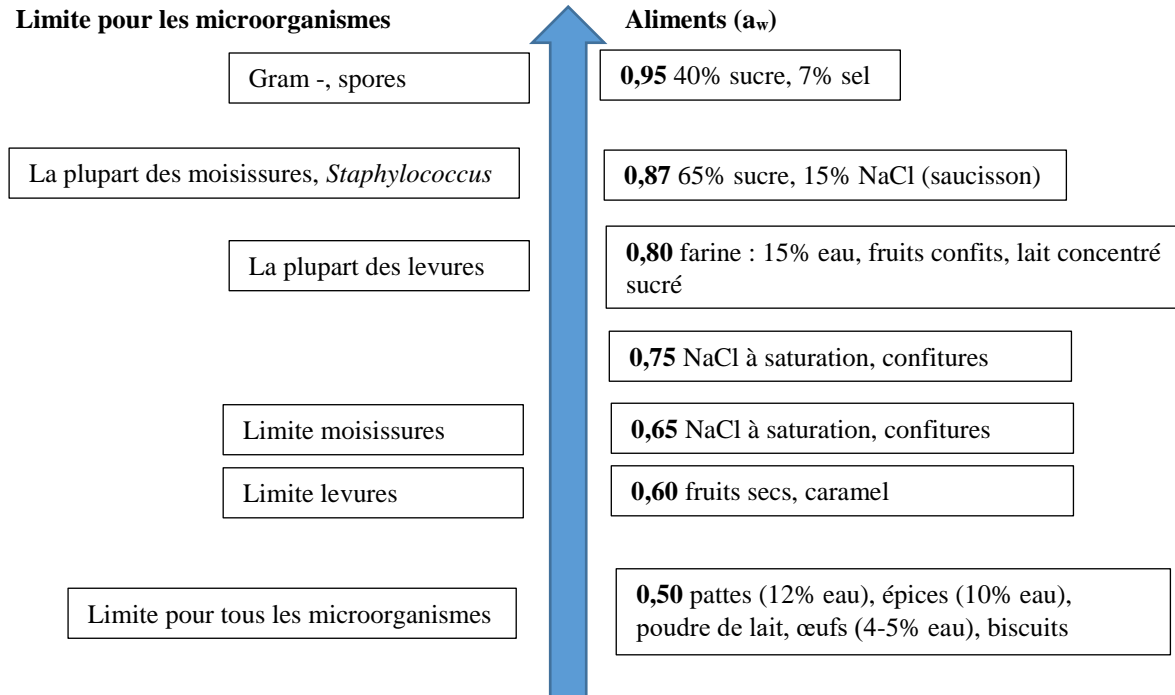 Limite pour les microorganismes
Aliments (aw)
Gram -, spores
0,95 40% sucre, 7% sel
La plupart des moisissures, Staphylococcus
0,87 65% sucre, 15% NaCl (saucisson)
La plupart des levures
0,80 farine : 15% eau, fruits confits, lait concentré
sucré
0,75 NaCl à saturation, confitures
Limite moisissures
0,65 NaCl à saturation, confitures
Limite levures
0,60 fruits secs, caramel
Limite pour tous les microorganismes
0,50 pattes (12% eau), épices (10% eau),
poudre de lait, œufs (4-5% eau), biscuits